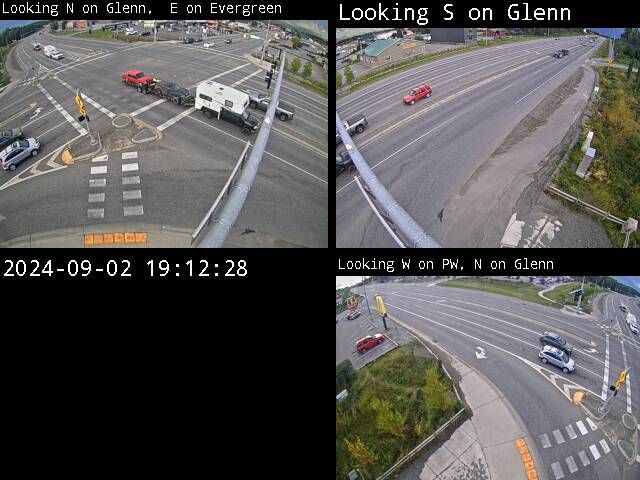 Looking N on Glenn, E on Evergreen
Looking S on Glenn
2024-09-02 19:12:28
Looking W on PW, N on Glenn